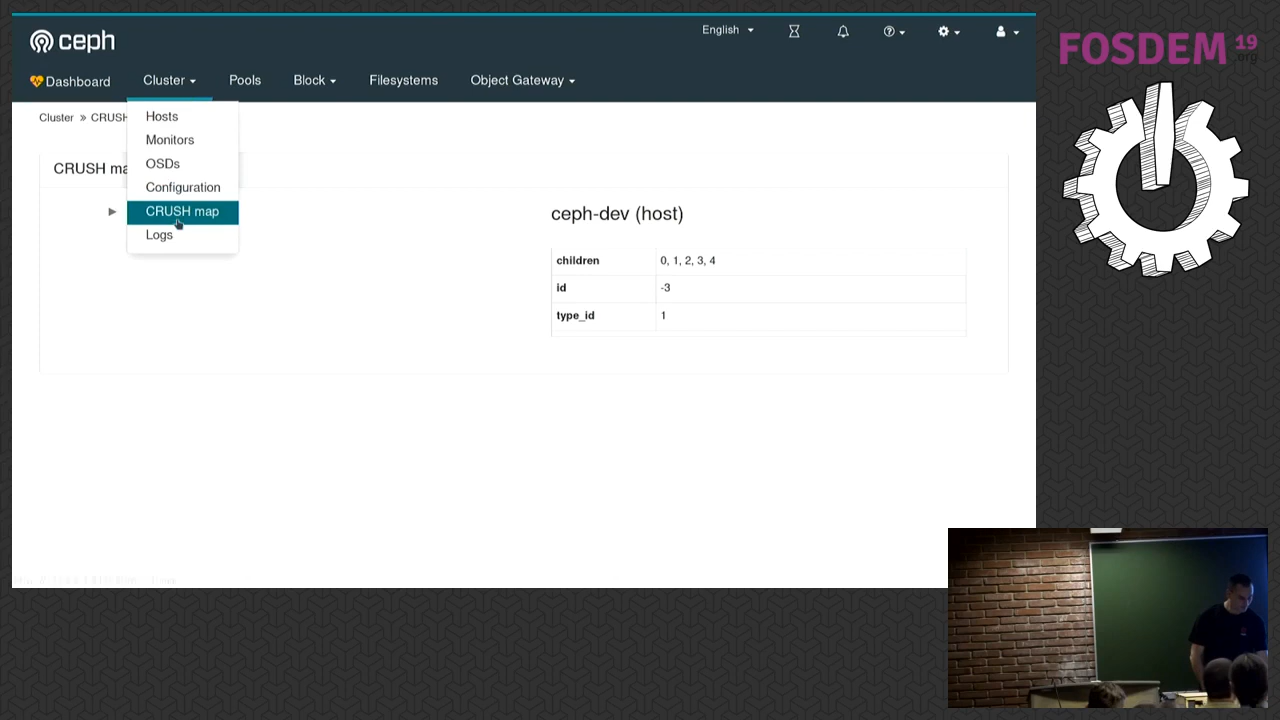 ceph
English
Dashboard
Cluster
Pools
Block
Filesystems
Object Gateway
Cluster » CRUSH
Hosts
Monitors
OSDs
Configuration
CRUSH map
Logs
CRUSH ma
ceph-dev (host)
children 0, 1, 2, 3, 4
id -3
type_id 1
FOSDEM 19
.org